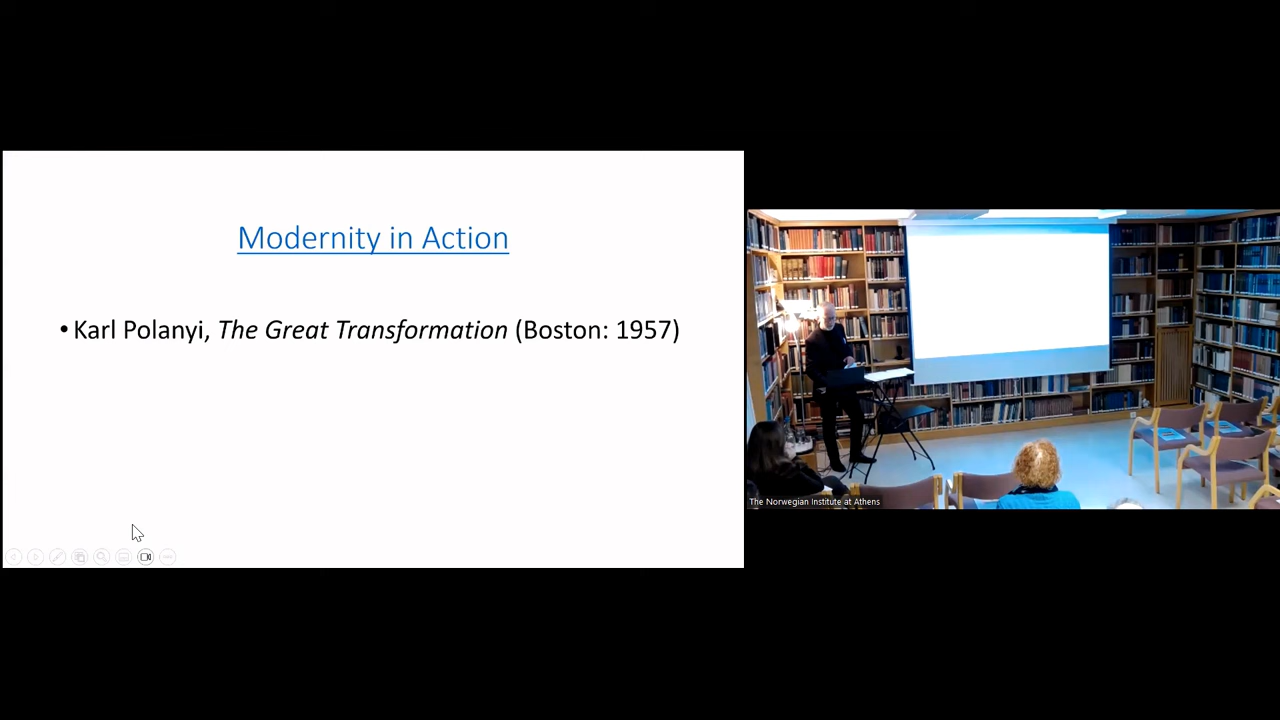 Modernity in Action
• Karl Polanyi, The Great Transformation (Boston: 1957)
The Norwegian Institute at Athens